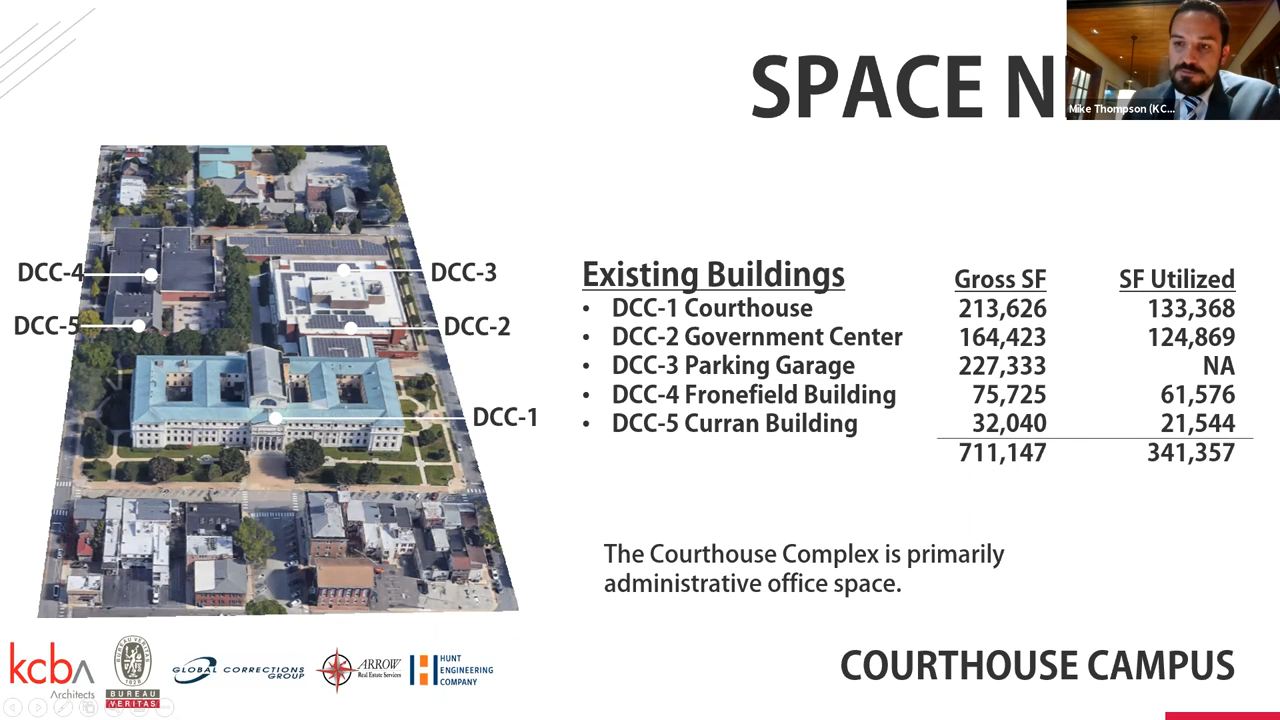 SPACE N
Mike Thompson (KC...
DCC-4
DCC-3
DCC-5
DCC-2
DCC-1
Existing Buildings Gross SF SF Utilized
• DCC-1 Courthouse 213,626 133,368
• DCC-2 Government Center 164,423 124,869
• DCC-3 Parking Garage 227,333 NA
• DCC-4 Fronefield Building 75,725 61,576
• DCC-5 Curran Building 32,040 21,544
711,147 341,357
The Courthouse Complex is primarily
administrative office space.
kcba
Architects
BUREAU VERITAS
1828
BUREAU
VERITAS
GLOBAL CORRECTIONS
GROUP
ARROW
Real Estate Services
HUNT
ENGINEERING
COMPANY
COURTHOUSE CAMPUS